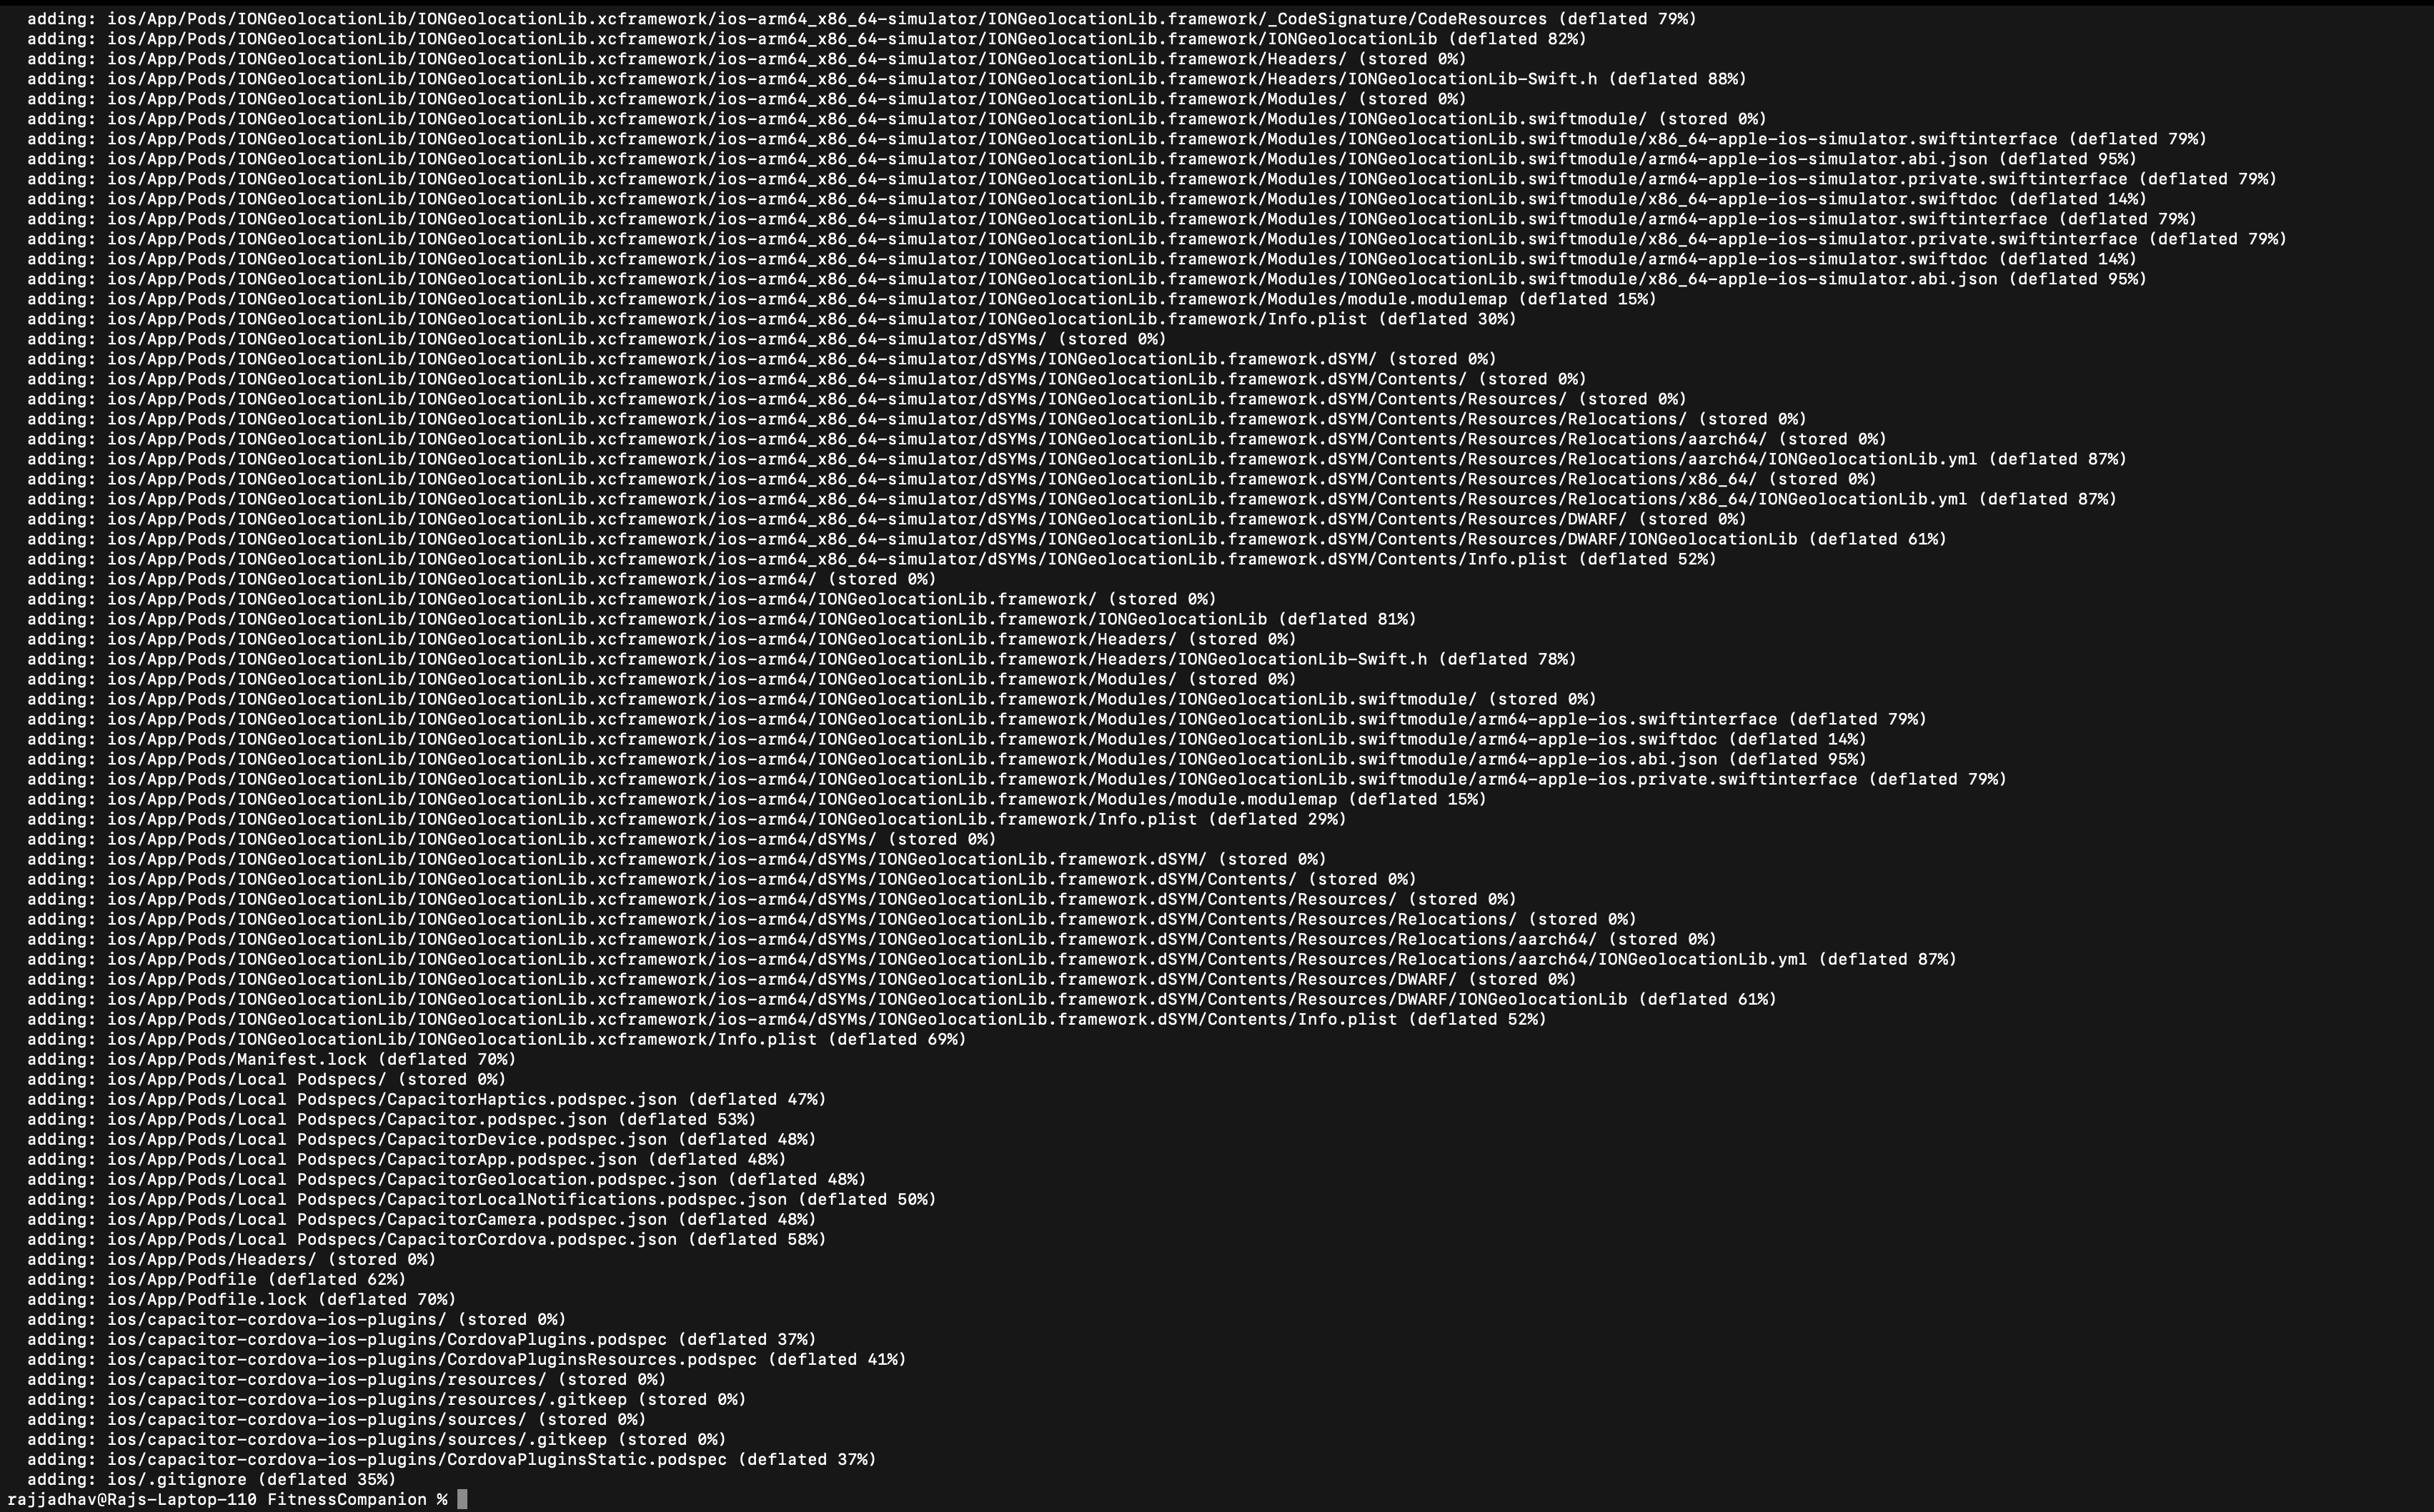 adding: ios/App/Pods/IONGeolocationLib/IONGeolocationLib.xcframework/ios-arm64_x86_64-simulator/IONGeolocationLib.framework/_CodeSignature/CodeResources (deflated 79%)
adding: ios/App/Pods/IONGeolocationLib/IONGeolocationLib.xcframework/ios-arm64_x86_64-simulator/IONGeolocationLib.framework/IONGeolocationLib (deflated 82%)
adding: ios/App/Pods/IONGeolocationLib/IONGeolocationLib.xcframework/ios-arm64_x86_64-simulator/IONGeolocationLib.framework/Headers/ (stored 0%)
adding: ios/App/Pods/IONGeolocationLib/IONGeolocationLib.xcframework/ios-arm64_x86_64-simulator/IONGeolocationLib.framework/Headers/IONGeolocationLib-Swift.h (deflated 88%)
adding: ios/App/Pods/IONGeolocationLib/IONGeolocationLib.xcframework/ios-arm64_x86_64-simulator/IONGeolocationLib.framework/Modules/ (stored 0%)
adding: ios/App/Pods/IONGeolocationLib/IONGeolocationLib.xcframework/ios-arm64_x86_64-simulator/IONGeolocationLib.framework/Modules/IONGeolocationLib.swiftmodule/ (stored 0%)
adding: ios/App/Pods/IONGeolocationLib/IONGeolocationLib.xcframework/ios-arm64_x86_64-simulator/IONGeolocationLib.framework/Modules/IONGeolocationLib.swiftmodule/x86_64-apple-ios-simulator.swiftinterface (deflated 79%)
adding: ios/App/Pods/IONGeolocationLib/IONGeolocationLib.xcframework/ios-arm64_x86_64-simulator/IONGeolocationLib.framework/Modules/IONGeolocationLib.swiftmodule/arm64-apple-ios-simulator.abi.json (deflated 95%)
adding: ios/App/Pods/IONGeolocationLib/IONGeolocationLib.xcframework/ios-arm64_x86_64-simulator/IONGeolocationLib.framework/Modules/IONGeolocationLib.swiftmodule/arm64-apple-ios-simulator.private.swiftinterface (deflated 79%)
adding: ios/App/Pods/IONGeolocationLib/IONGeolocationLib.xcframework/ios-arm64_x86_64-simulator/IONGeolocationLib.framework/Modules/IONGeolocationLib.swiftmodule/x86_64-apple-ios-simulator.swiftdoc (deflated 14%)
adding: ios/App/Pods/IONGeolocationLib/IONGeolocationLib.xcframework/ios-arm64_x86_64-simulator/IONGeolocationLib.framework/Modules/IONGeolocationLib.swiftmodule/arm64-apple-ios-simulator.swiftinterface (deflated 79%)
adding: ios/App/Pods/IONGeolocationLib/IONGeolocationLib.xcframework/ios-arm64_x86_64-simulator/IONGeolocationLib.framework/Modules/IONGeolocationLib.swiftmodule/x86_64-apple-ios-simulator.private.swiftinterface (deflated 79%)
adding: ios/App/Pods/IONGeolocationLib/IONGeolocationLib.xcframework/ios-arm64_x86_64-simulator/IONGeolocationLib.framework/Modules/IONGeolocationLib.swiftmodule/arm64-apple-ios-simulator.swiftdoc (deflated 14%)
adding: ios/App/Pods/IONGeolocationLib/IONGeolocationLib.xcframework/ios-arm64_x86_64-simulator/IONGeolocationLib.framework/Modules/IONGeolocationLib.swiftmodule/x86_64-apple-ios-simulator.abi.json (deflated 95%)
adding: ios/App/Pods/IONGeolocationLib/IONGeolocationLib.xcframework/ios-arm64_x86_64-simulator/IONGeolocationLib.framework/Modules/module.modulemap (deflated 15%)
adding: ios/App/Pods/IONGeolocationLib/IONGeolocationLib.xcframework/ios-arm64_x86_64-simulator/IONGeolocationLib.framework/Info.plist (deflated 30%)
adding: ios/App/Pods/IONGeolocationLib/IONGeolocationLib.xcframework/ios-arm64_x86_64-simulator/dSYMs/ (stored 0%)
adding: ios/App/Pods/IONGeolocationLib/IONGeolocationLib.xcframework/ios-arm64_x86_64-simulator/dSYMs/IONGeolocationLib.framework.dSYM/ (stored 0%)
adding: ios/App/Pods/IONGeolocationLib/IONGeolocationLib.xcframework/ios-arm64_x86_64-simulator/dSYMs/IONGeolocationLib.framework.dSYM/Contents/ (stored 0%)
adding: ios/App/Pods/IONGeolocationLib/IONGeolocationLib.xcframework/ios-arm64_x86_64-simulator/dSYMs/IONGeolocationLib.framework.dSYM/Contents/Resources/ (stored 0%)
adding: ios/App/Pods/IONGeolocationLib/IONGeolocationLib.xcframework/ios-arm64_x86_64-simulator/dSYMs/IONGeolocationLib.framework.dSYM/Contents/Resources/Relocations/ (stored 0%)
adding: ios/App/Pods/IONGeolocationLib/IONGeolocationLib.xcframework/ios-arm64_x86_64-simulator/dSYMs/IONGeolocationLib.framework.dSYM/Contents/Resources/Relocations/aarch64/ (stored 0%)
adding: ios/App/Pods/IONGeolocationLib/IONGeolocationLib.xcframework/ios-arm64_x86_64-simulator/dSYMs/IONGeolocationLib.framework.dSYM/Contents/Resources/Relocations/aarch64/IONGeolocationLib.yml (deflated 87%)
adding: ios/App/Pods/IONGeolocationLib/IONGeolocationLib.xcframework/ios-arm64_x86_64-simulator/dSYMs/IONGeolocationLib.framework.dSYM/Contents/Resources/Relocations/x86_64/ (stored 0%)
adding: ios/App/Pods/IONGeolocationLib/IONGeolocationLib.xcframework/ios-arm64_x86_64-simulator/dSYMs/IONGeolocationLib.framework.dSYM/Contents/Resources/Relocations/x86_64/IONGeolocationLib.yml (deflated 87%)
adding: ios/App/Pods/IONGeolocationLib/IONGeolocationLib.xcframework/ios-arm64_x86_64-simulator/dSYMs/IONGeolocationLib.framework.dSYM/Contents/Resources/DWARF/ (stored 0%)
adding: ios/App/Pods/IONGeolocationLib/IONGeolocationLib.xcframework/ios-arm64_x86_64-simulator/dSYMs/IONGeolocationLib.framework.dSYM/Contents/Resources/DWARF/IONGeolocationLib (deflated 61%)
adding: ios/App/Pods/IONGeolocationLib/IONGeolocationLib.xcframework/ios-arm64_x86_64-simulator/dSYMs/IONGeolocationLib.framework.dSYM/Contents/Info.plist (deflated 52%)
adding: ios/App/Pods/IONGeolocationLib/IONGeolocationLib.xcframework/ios-arm64/ (stored 0%)
adding: ios/App/Pods/IONGeolocationLib/IONGeolocationLib.xcframework/ios-arm64/IONGeolocationLib.framework/ (stored 0%)
adding: ios/App/Pods/IONGeolocationLib/IONGeolocationLib.xcframework/ios-arm64/IONGeolocationLib.framework/IONGeolocationLib (deflated 81%)
adding: ios/App/Pods/IONGeolocationLib/IONGeolocationLib.xcframework/ios-arm64/IONGeolocationLib.framework/Headers/ (stored 0%)
adding: ios/App/Pods/IONGeolocationLib/IONGeolocationLib.xcframework/ios-arm64/IONGeolocationLib.framework/Headers/IONGeolocationLib-Swift.h (deflated 78%)
adding: ios/App/Pods/IONGeolocationLib/IONGeolocationLib.xcframework/ios-arm64/IONGeolocationLib.framework/Modules/ (stored 0%)
adding: ios/App/Pods/IONGeolocationLib/IONGeolocationLib.xcframework/ios-arm64/IONGeolocationLib.framework/Modules/IONGeolocationLib.swiftmodule/ (stored 0%)
adding: ios/App/Pods/IONGeolocationLib/IONGeolocationLib.xcframework/ios-arm64/IONGeolocationLib.framework/Modules/IONGeolocationLib.swiftmodule/arm64-apple-ios.swiftinterface (deflated 79%)
adding: ios/App/Pods/IONGeolocationLib/IONGeolocationLib.xcframework/ios-arm64/IONGeolocationLib.framework/Modules/IONGeolocationLib.swiftmodule/arm64-apple-ios.swiftdoc (deflated 14%)
adding: ios/App/Pods/IONGeolocationLib/IONGeolocationLib.xcframework/ios-arm64/IONGeolocationLib.framework/Modules/IONGeolocationLib.swiftmodule/arm64-apple-ios.abi.json (deflated 95%)
adding: ios/App/Pods/IONGeolocationLib/IONGeolocationLib.xcframework/ios-arm64/IONGeolocationLib.framework/Modules/IONGeolocationLib.swiftmodule/arm64-apple-ios.private.swiftinterface (deflated 79%)
adding: ios/App/Pods/IONGeolocationLib/IONGeolocationLib.xcframework/ios-arm64/IONGeolocationLib.framework/Modules/module.modulemap (deflated 15%)
adding: ios/App/Pods/IONGeolocationLib/IONGeolocationLib.xcframework/ios-arm64/IONGeolocationLib.framework/Info.plist (deflated 29%)
adding: ios/App/Pods/IONGeolocationLib/IONGeolocationLib.xcframework/ios-arm64/dSYMs/ (stored 0%)
adding: ios/App/Pods/IONGeolocationLib/IONGeolocationLib.xcframework/ios-arm64/dSYMs/IONGeolocationLib.framework.dSYM/ (stored 0%)
adding: ios/App/Pods/IONGeolocationLib/IONGeolocationLib.xcframework/ios-arm64/dSYMs/IONGeolocationLib.framework.dSYM/Contents/ (stored 0%)
adding: ios/App/Pods/IONGeolocationLib/IONGeolocationLib.xcframework/ios-arm64/dSYMs/IONGeolocationLib.framework.dSYM/Contents/Resources/ (stored 0%)
adding: ios/App/Pods/IONGeolocationLib/IONGeolocationLib.xcframework/ios-arm64/dSYMs/IONGeolocationLib.framework.dSYM/Contents/Resources/Relocations/ (stored 0%)
adding: ios/App/Pods/IONGeolocationLib/IONGeolocationLib.xcframework/ios-arm64/dSYMs/IONGeolocationLib.framework.dSYM/Contents/Resources/Relocations/aarch64/ (stored 0%)
adding: ios/App/Pods/IONGeolocationLib/IONGeolocationLib.xcframework/ios-arm64/dSYMs/IONGeolocationLib.framework.dSYM/Contents/Resources/Relocations/aarch64/IONGeolocationLib.yml (deflated 87%)
adding: ios/App/Pods/IONGeolocationLib/IONGeolocationLib.xcframework/ios-arm64/dSYMs/IONGeolocationLib.framework.dSYM/Contents/Resources/DWARF/ (stored 0%)
adding: ios/App/Pods/IONGeolocationLib/IONGeolocationLib.xcframework/ios-arm64/dSYMs/IONGeolocationLib.framework.dSYM/Contents/Resources/DWARF/IONGeolocationLib (deflated 61%)
adding: ios/App/Pods/IONGeolocationLib/IONGeolocationLib.xcframework/ios-arm64/dSYMs/IONGeolocationLib.framework.dSYM/Contents/Info.plist (deflated 52%)
adding: ios/App/Pods/IONGeolocationLib/IONGeolocationLib.xcframework/Info.plist (deflated 69%)
adding: ios/App/Pods/Manifest.lock (deflated 70%)
adding: ios/App/Pods/Local Podspecs/ (stored 0%)
adding: ios/App/Pods/Local Podspecs/CapacitorHaptics.podspec.json (deflated 47%)
adding: ios/App/Pods/Local Podspecs/Capacitor.podspec.json (deflated 53%)
adding: ios/App/Pods/Local Podspecs/CapacitorDevice.podspec.json (deflated 48%)
adding: ios/App/Pods/Local Podspecs/CapacitorApp.podspec.json (deflated 48%)
adding: ios/App/Pods/Local Podspecs/CapacitorGeolocation.podspec.json (deflated 48%)
adding: ios/App/Pods/Local Podspecs/CapacitorLocalNotifications.podspec.json (deflated 50%)
adding: ios/App/Pods/Local Podspecs/CapacitorCamera.podspec.json (deflated 48%)
adding: ios/App/Pods/Local Podspecs/CapacitorCordova.podspec.json (deflated 58%)
adding: ios/App/Pods/Headers/ (stored 0%)
adding: ios/App/Podfile (deflated 62%)
adding: ios/App/Podfile.lock (deflated 70%)
adding: ios/capacitor-cordova-ios-plugins/ (stored 0%)
adding: ios/capacitor-cordova-ios-plugins/CordovaPlugins.podspec (deflated 37%)
adding: ios/capacitor-cordova-ios-plugins/CordovaPluginsResources.podspec (deflated 41%)
adding: ios/capacitor-cordova-ios-plugins/resources/ (stored 0%)
adding: ios/capacitor-cordova-ios-plugins/resources/.gitkeep (stored 0%)
adding: ios/capacitor-cordova-ios-plugins/sources/ (stored 0%)
adding: ios/capacitor-cordova-ios-plugins/sources/.gitkeep (stored 0%)
adding: ios/capacitor-cordova-ios-plugins/CordovaPluginsStatic.podspec (deflated 37%)
adding: ios/.gitignore (deflated 35%)
rajjadhav@Rajs-Laptop-110 FitnessCompanion %